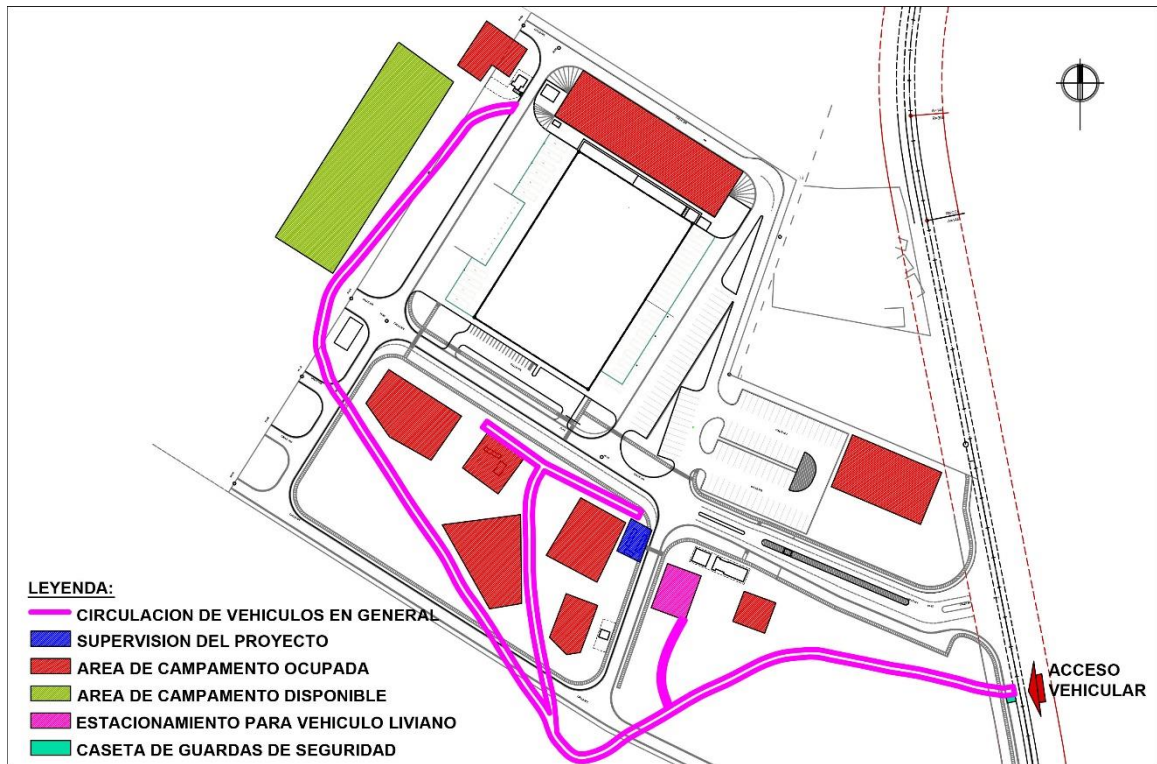 ACCESO
VEHICULAR
LEYENDA:
CIRCULACION DE VEHICULOS EN GENERAL
SUPERVISION DEL PROYECTO
AREA DE CAMPAMENTO OCUPADA
AREA DE CAMPAMENTO DISPONIBLE
ESTACIONAMIENTO PARA VEHICULO LIVIANO
CASETA DE GUARDAS DE SEGURIDAD